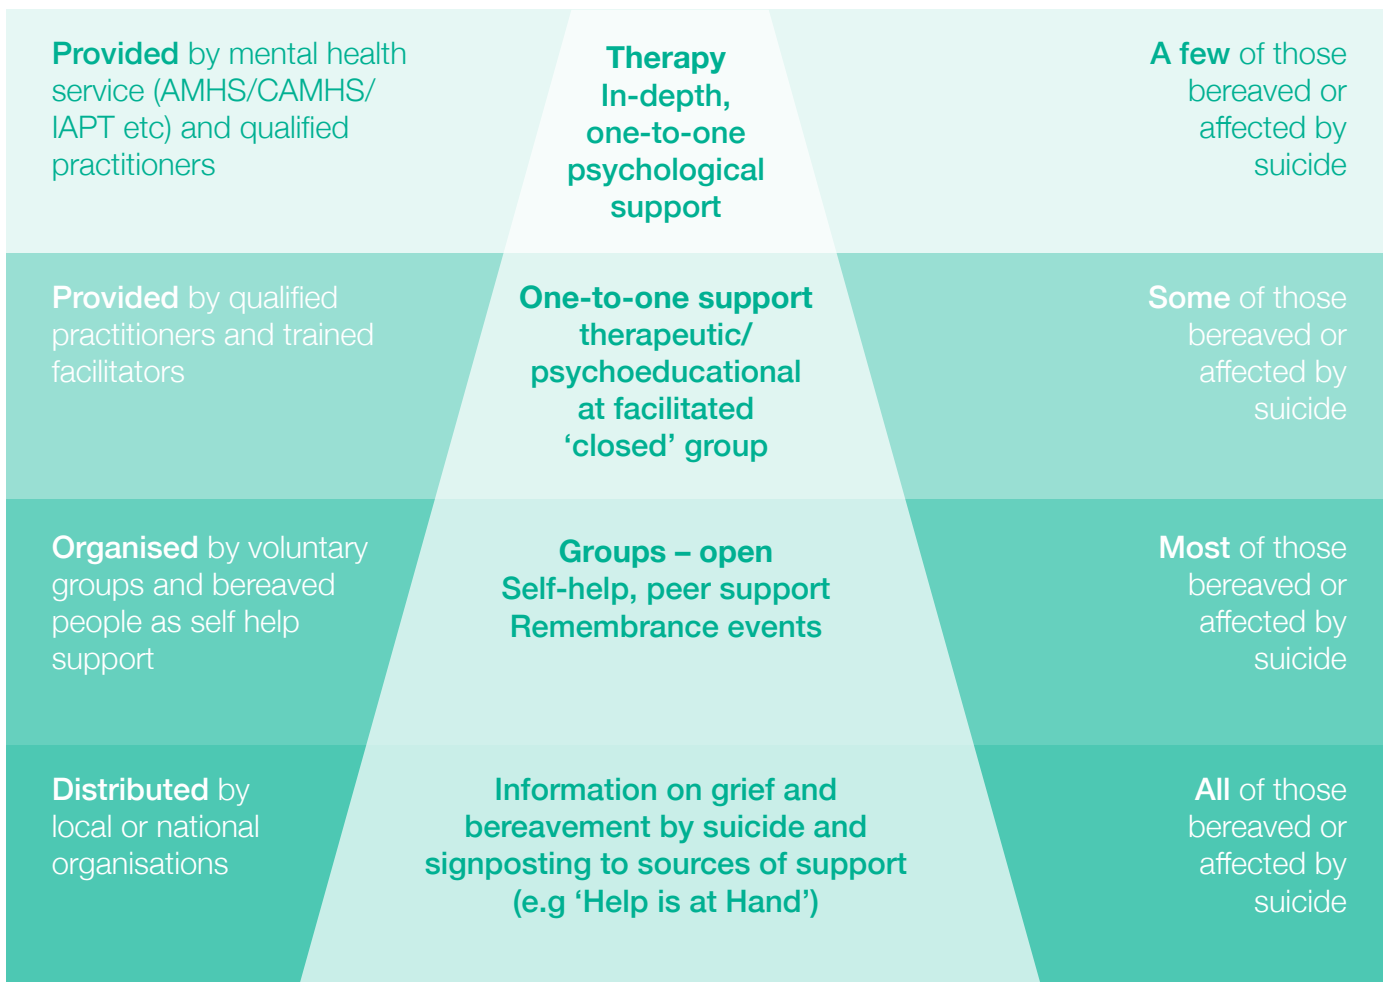 Provided by mental health
service (AMHS/CAMHS/
IAPT etc) and qualified
practitioners
Therapy
In-depth,
one-to-one
psychological
support
A few of those
bereaved or
affected by
suicide
Provided by qualified
practitioners and trained
facilitators
One-to-one support
therapeutic/
psychoeducational
at facilitated
‘closed’ group
Some of those
bereaved or
affected by
suicide
Organised by voluntary
groups and bereaved
people as self help
support
Groups – open
Self-help, peer support
Remembrance events
Most of those
bereaved or
affected by
suicide
Distributed by
local or national
organisations
Information on grief and
bereavement by suicide and
signposting to sources of support
(e.g ‘Help is at Hand’)
All of those
bereaved or
affected by
suicide